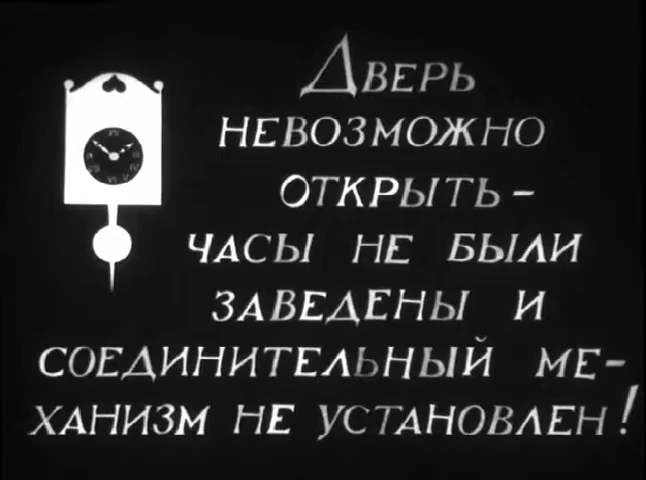 Дверь
невозможно
открыть-
часы не были
заведены и
соединительный ме-
ханизм не установлен!